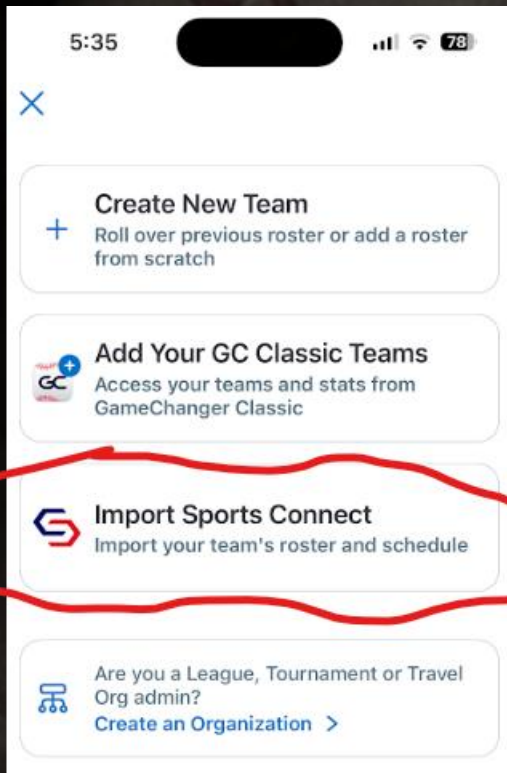 5:35
78
Create New Team
Roll over previous roster or add a roster
from scratch
GC
Add Your GC Classic Teams
Access your teams and stats from
GameChanger Classic
Import Sports Connect
Import your team's roster and schedule
Are you a League, Tournament or Travel
Org admin?
Create an Organization >